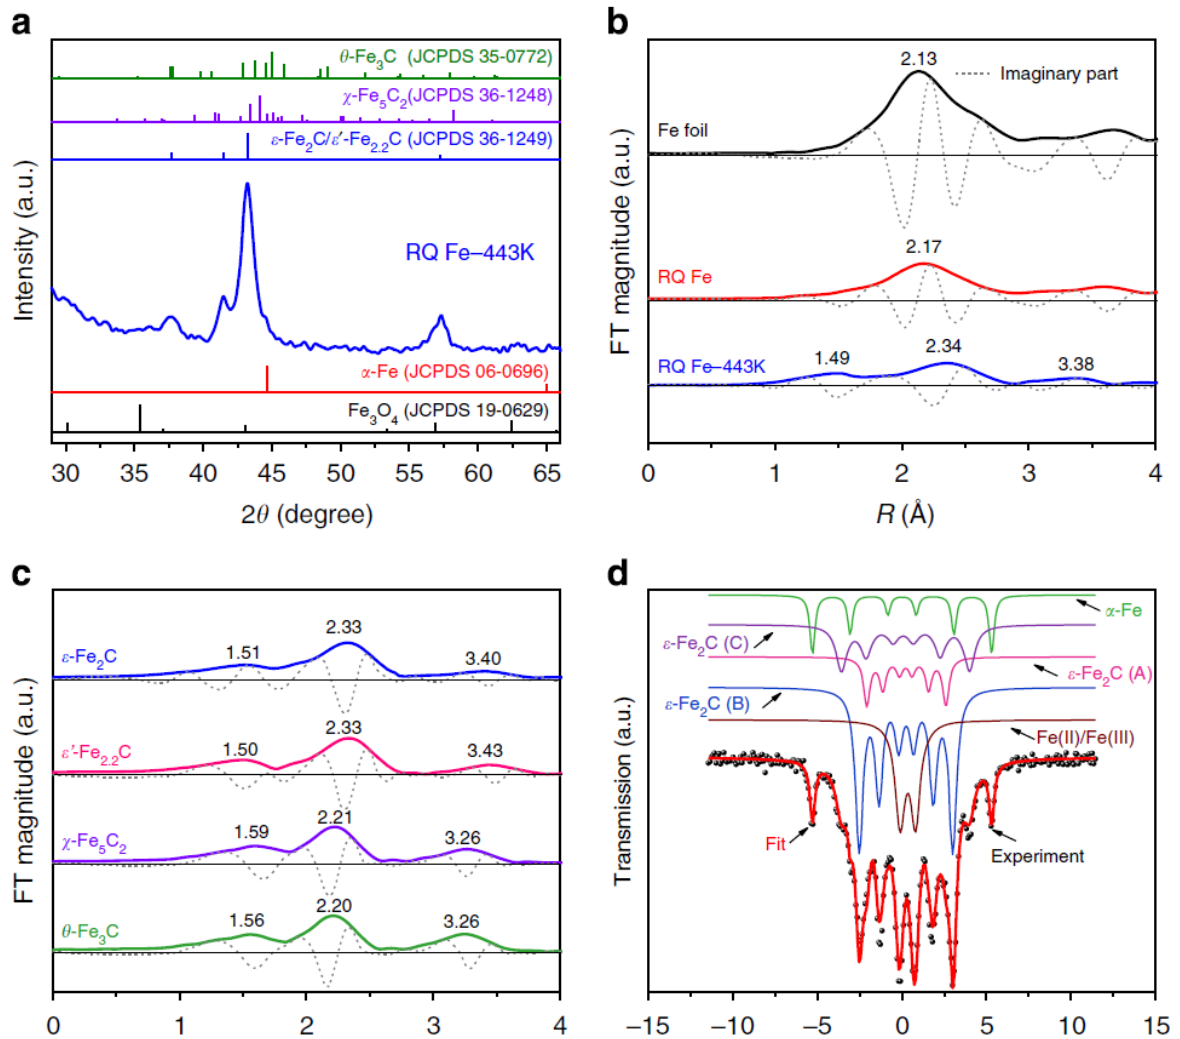 a
θ-Fe3C (JCPDS 35-0772)
χ-Fe5C2(JCPDS 36-1248)
ε-Fe2C/ε′-Fe2.2C (JCPDS 36-1249)
RQ Fe–443K
α-Fe (JCPDS 06-0696)
Fe3O4 (JCPDS 19-0629)
Intensity (a.u.)
30 35 40 45 50 55 60 65
2θ (degree)
b
2.13
Imaginary part
Fe foil
2.17
RQ Fe
RQ Fe–443K
1.49
2.34
3.38
FT magnitude (a.u.)
0 1 2 3 4
R (Å)
c
ε-Fe2C
1.51
2.33
3.40
ε′-Fe2.2C
1.50
2.33
3.43
χ-Fe5C2
1.59
2.21
3.26
θ-Fe3C
1.56
2.20
3.26
FT magnitude (a.u.)
0 1 2 3 4
d
α-Fe
ε-Fe2C (C)
ε-Fe2C (A)
ε-Fe2C (B)
Fe(II)/Fe(III)
Fit
Experiment
Transmission (a.u.)
–15 –10 –5 0 5 10 15